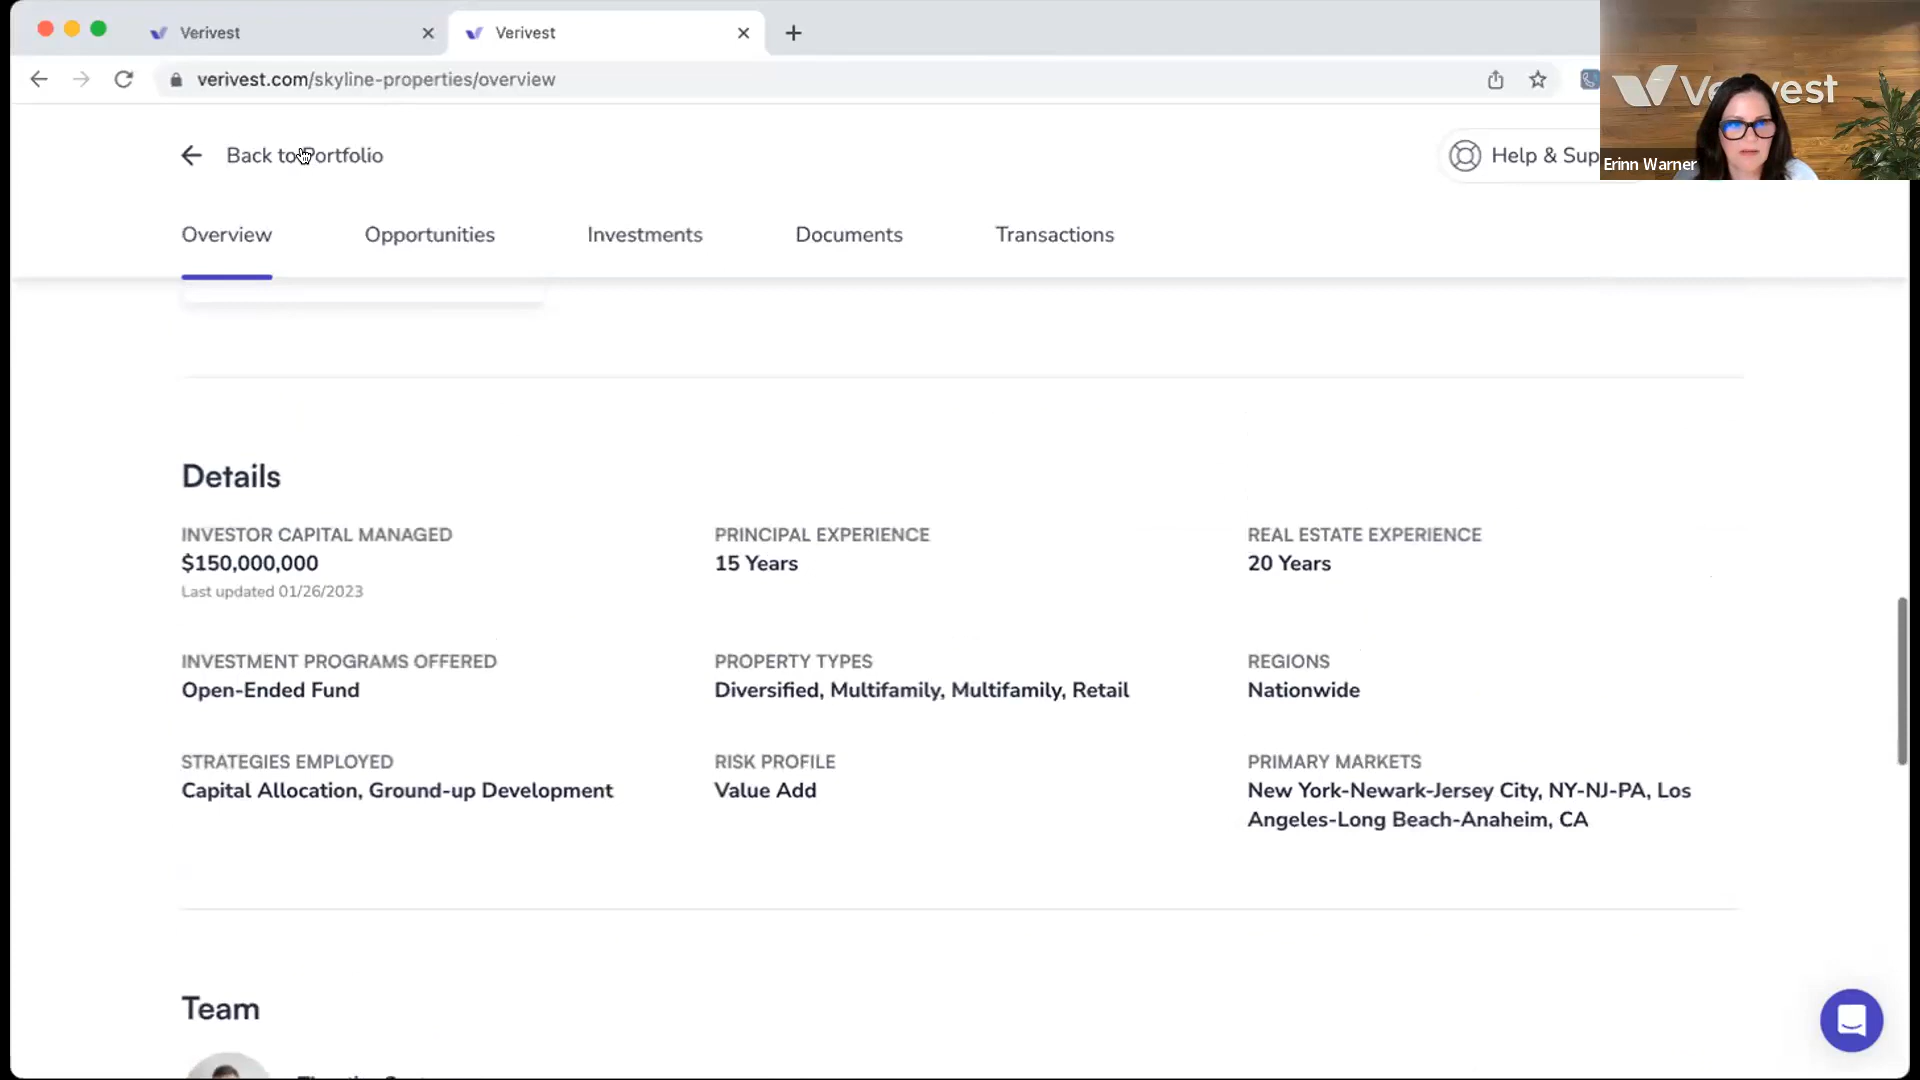 Verivest
Verivest
verivest.com/skyline-properties/overview
Erinn Warner
Back to Portfolio
Help & Sup
Overview
Opportunities
Investments
Documents
Transactions
Details
INVESTOR CAPITAL MANAGED
$150,000,000
Last updated 01/26/2023
PRINCIPAL EXPERIENCE
15 Years
REAL ESTATE EXPERIENCE
20 Years
INVESTMENT PROGRAMS OFFERED
Open-Ended Fund
PROPERTY TYPES
Diversified, Multifamily, Multifamily, Retail
REGIONS
Nationwide
STRATEGIES EMPLOYED
Capital Allocation, Ground-up Development
RISK PROFILE
Value Add
PRIMARY MARKETS
New York-Newark-Jersey City, NY-NJ-PA, Los
Angeles-Long Beach-Anaheim, CA
Team